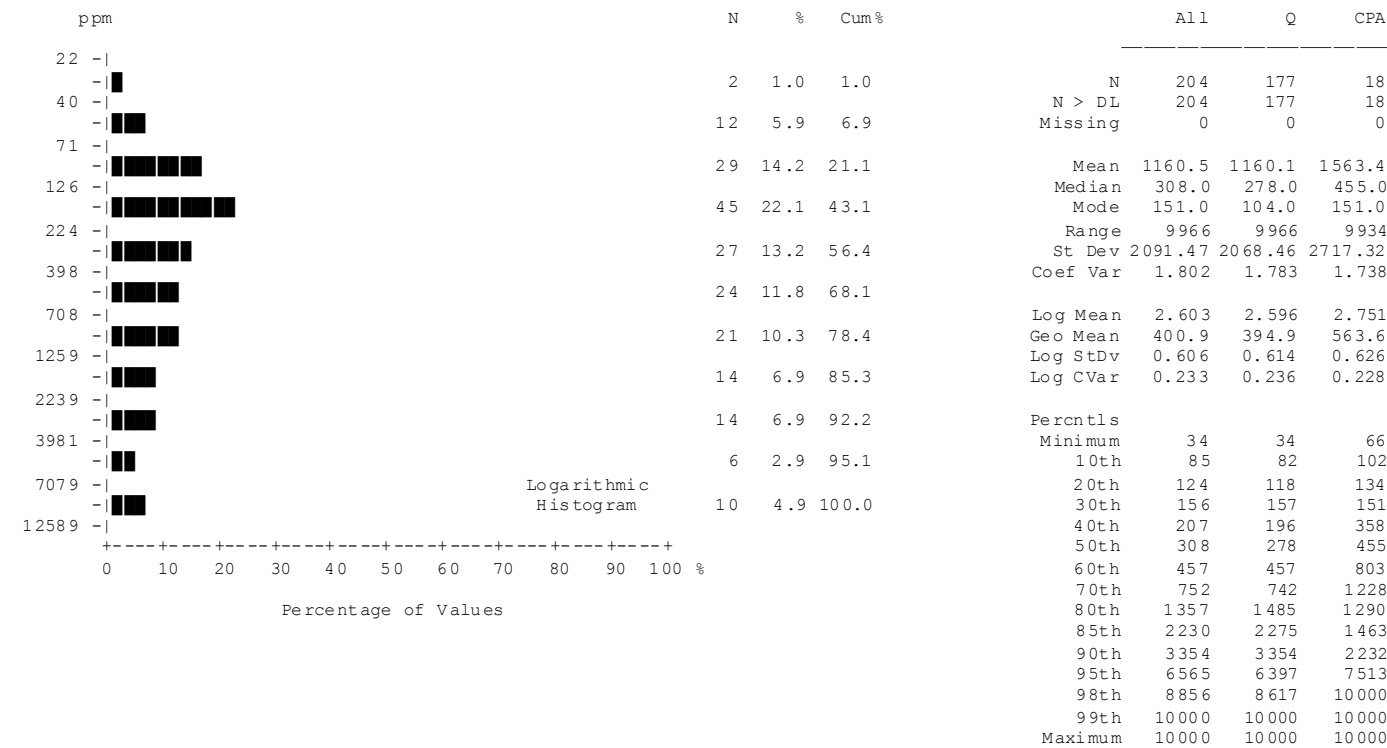 ppm N % Cum% All Q CPA
22 -|
-| 2 1.0 1.0 N 204 177 18
40 -| N > DL 204 177 18
-| 12 5.9 6.9 Missing 0 0 0
71 -|
-| 29 14.2 21.1 Mean 1160.5 1160.1 1563.4
126 -| Median 308.0 278.0 455.0
-| 45 22.1 43.1 Mode 151.0 104.0 151.0
224 -| Range 9966 9966 9934
-| 27 13.2 56.4 St Dev 2091.47 2068.46 2717.32
398 -| Coef Var 1.802 1.783 1.738
-| 24 11.8 68.1
708 -| Log Mean 2.603 2.596 2.751
-| 21 10.3 78.4 Geo Mean 400.9 394.9 563.6
1259 -| Log StDv 0.606 0.614 0.626
-| 14 6.9 85.3 Log CVar 0.233 0.236 0.228
2239 -|
-| 14 6.9 92.2 Percntls
3981 -| Minimum 34 34 66
-| 6 2.9 95.1 10th 85 82 102
7079 -| Logarithmic 20th 124 118 134
-| Histogram 10 4.9 100.0 30th 156 157 151
12589 -| 40th 207 196 358
+----+----+----+----+----+----+----+----+----+----+ 50th 308 278 455
0 10 20 30 40 50 60 70 80 90 100 % 60th 457 457 803
70th 752 742 1228
Percentage of Values 80th 1357 1485 1290
85th 2230 2275 1463
90th 3354 3354 2232
95th 6565 6397 7513
98th 8856 8617 10000
99th 10000 10000 10000
Maximum 10000 10000 10000